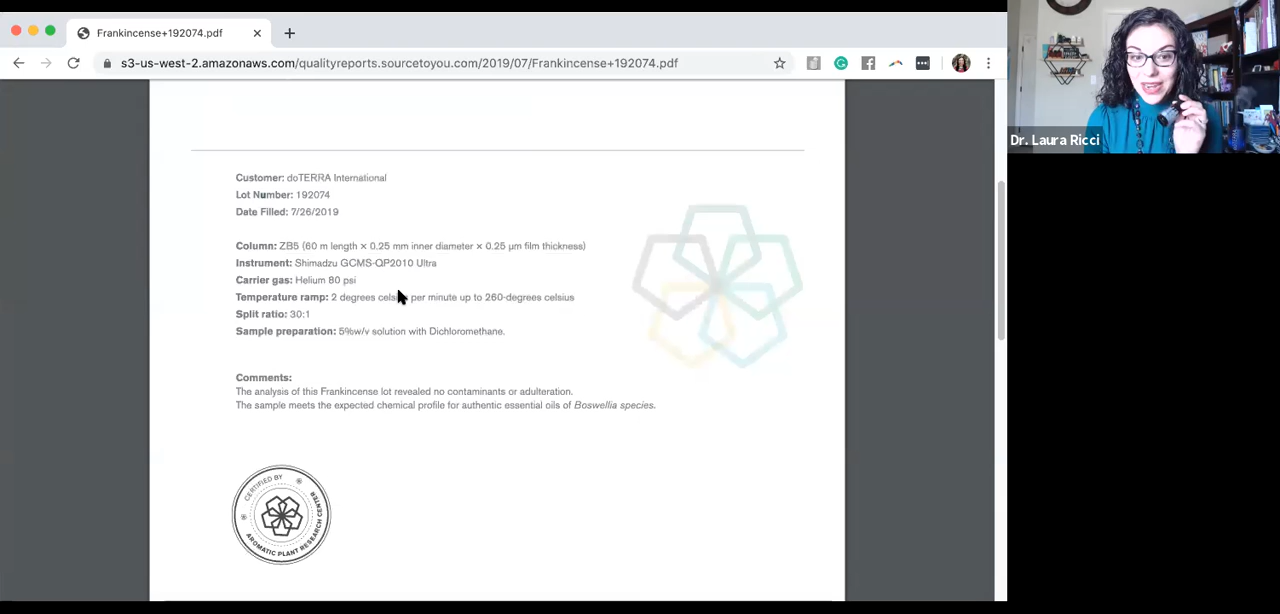 Frankincense+192074.pdf
s3-us-west-2.amazonaws.com/qualityreports.sourcetoyou.com/2019/07/Frankincense+192074.pdf
Dr. Laura Ricci
Customer: doTERRA International
Lot Number: 192074
Date Filled: 7/26/2019
Column: ZB5 (60 m length × 0.25 mm inner diameter × 0.25 μm film thickness)
Instrument: Shimadzu GCMS-QP2010 Ultra
Carrier gas: Helium 80 psi
Temperature ramp: 2 degrees celsius per minute up to 260-degrees celsius
Split ratio: 30:1
Sample preparation: 5%w/v solution with Dichloromethane.
Comments:
The analysis of this Frankincense lot revealed no contaminants or adulteration.
The sample meets the expected chemical profile for authentic essential oils of Boswellia species.
CERTIFIED BY
AROMATIC PLANT RESEARCH CENTER